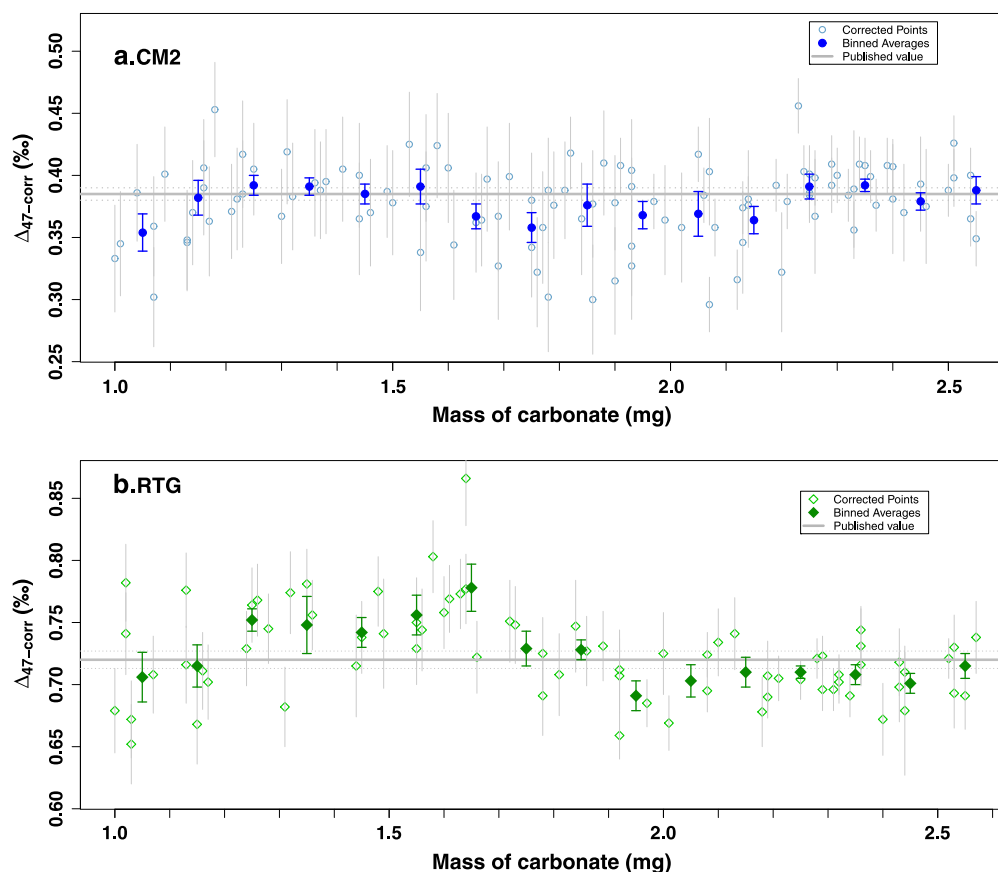 a.CM2
Corrected Points
Binned Averages
Published value
Δ47−corr (‰)
0.50
0.45
0.40
0.35
0.30
0.25
1.0 1.5 2.0 2.5
Mass of carbonate (mg)
b.RTG
Corrected Points
Binned Averages
Published value
Δ47−corr (‰)
0.85
0.80
0.75
0.70
0.65
0.60
1.0 1.5 2.0 2.5
Mass of carbonate (mg)